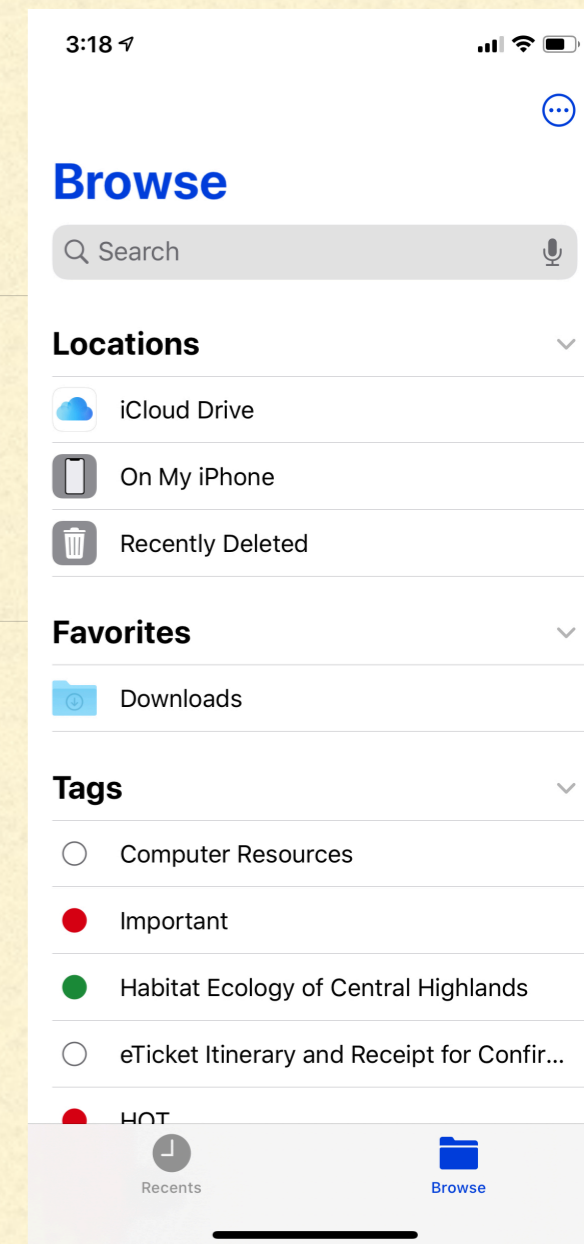 3:18
Browse
Search
Locations
iCloud Drive
On My iPhone
Recently Deleted
Favorites
Downloads
Tags
Computer Resources
Important
Habitat Ecology of Central Highlands
eTicket Itinerary and Receipt for Confir...
HOT
Recents
Browse